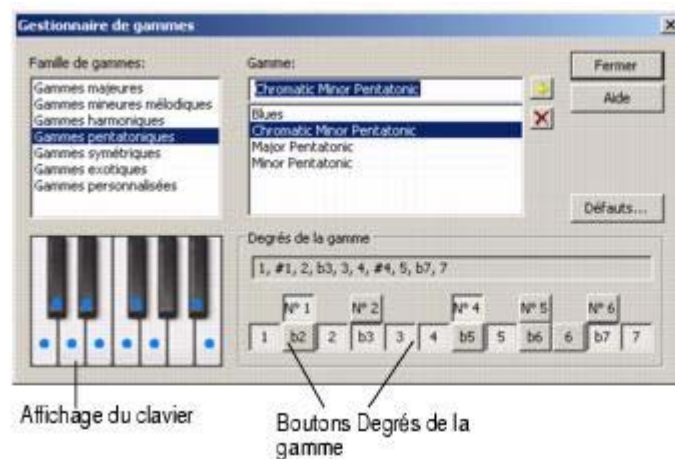 Gestionnaire de gammes
Famille de gammes:
Gammes majeures
Gammes mineures mélodiques
Gammes harmoniques
Gammes pentatoniques
Gammes symétriques
Gammes exotiques
Gammes personnalisées
Gamme:
Chromatic Minor Pentatonic
Blues
Chromatic Minor Pentatonic
Major Pentatonic
Minor Pentatonic
Fermer
Aide
Défauts...
Degrés de la gamme
1, #1, 2, b3, 3, 4, #4, 5, b7, 7
N° 1 N° 2 N° 4 N° 5 N° 6
1 b2 2 b3 3 4 b5 5 b6 6 b7 7
Affichage du clavier
Boutons Degrés de la
gamme